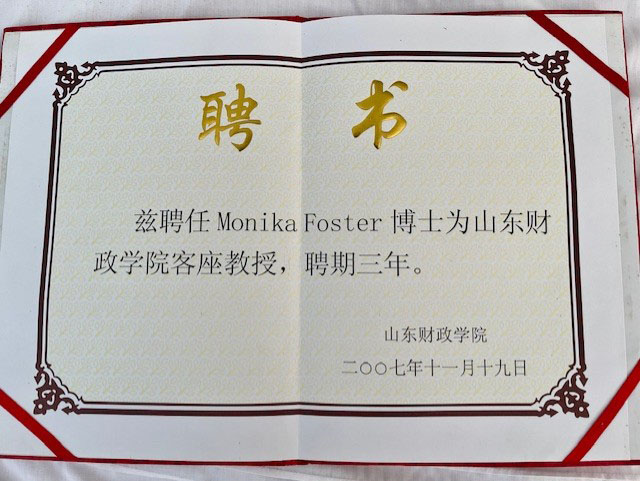 聘书
兹聘任 Monika Foster 博士为山东财
政学院客座教授，聘期三年。
山东财政学院
二○○七年十一月十九日